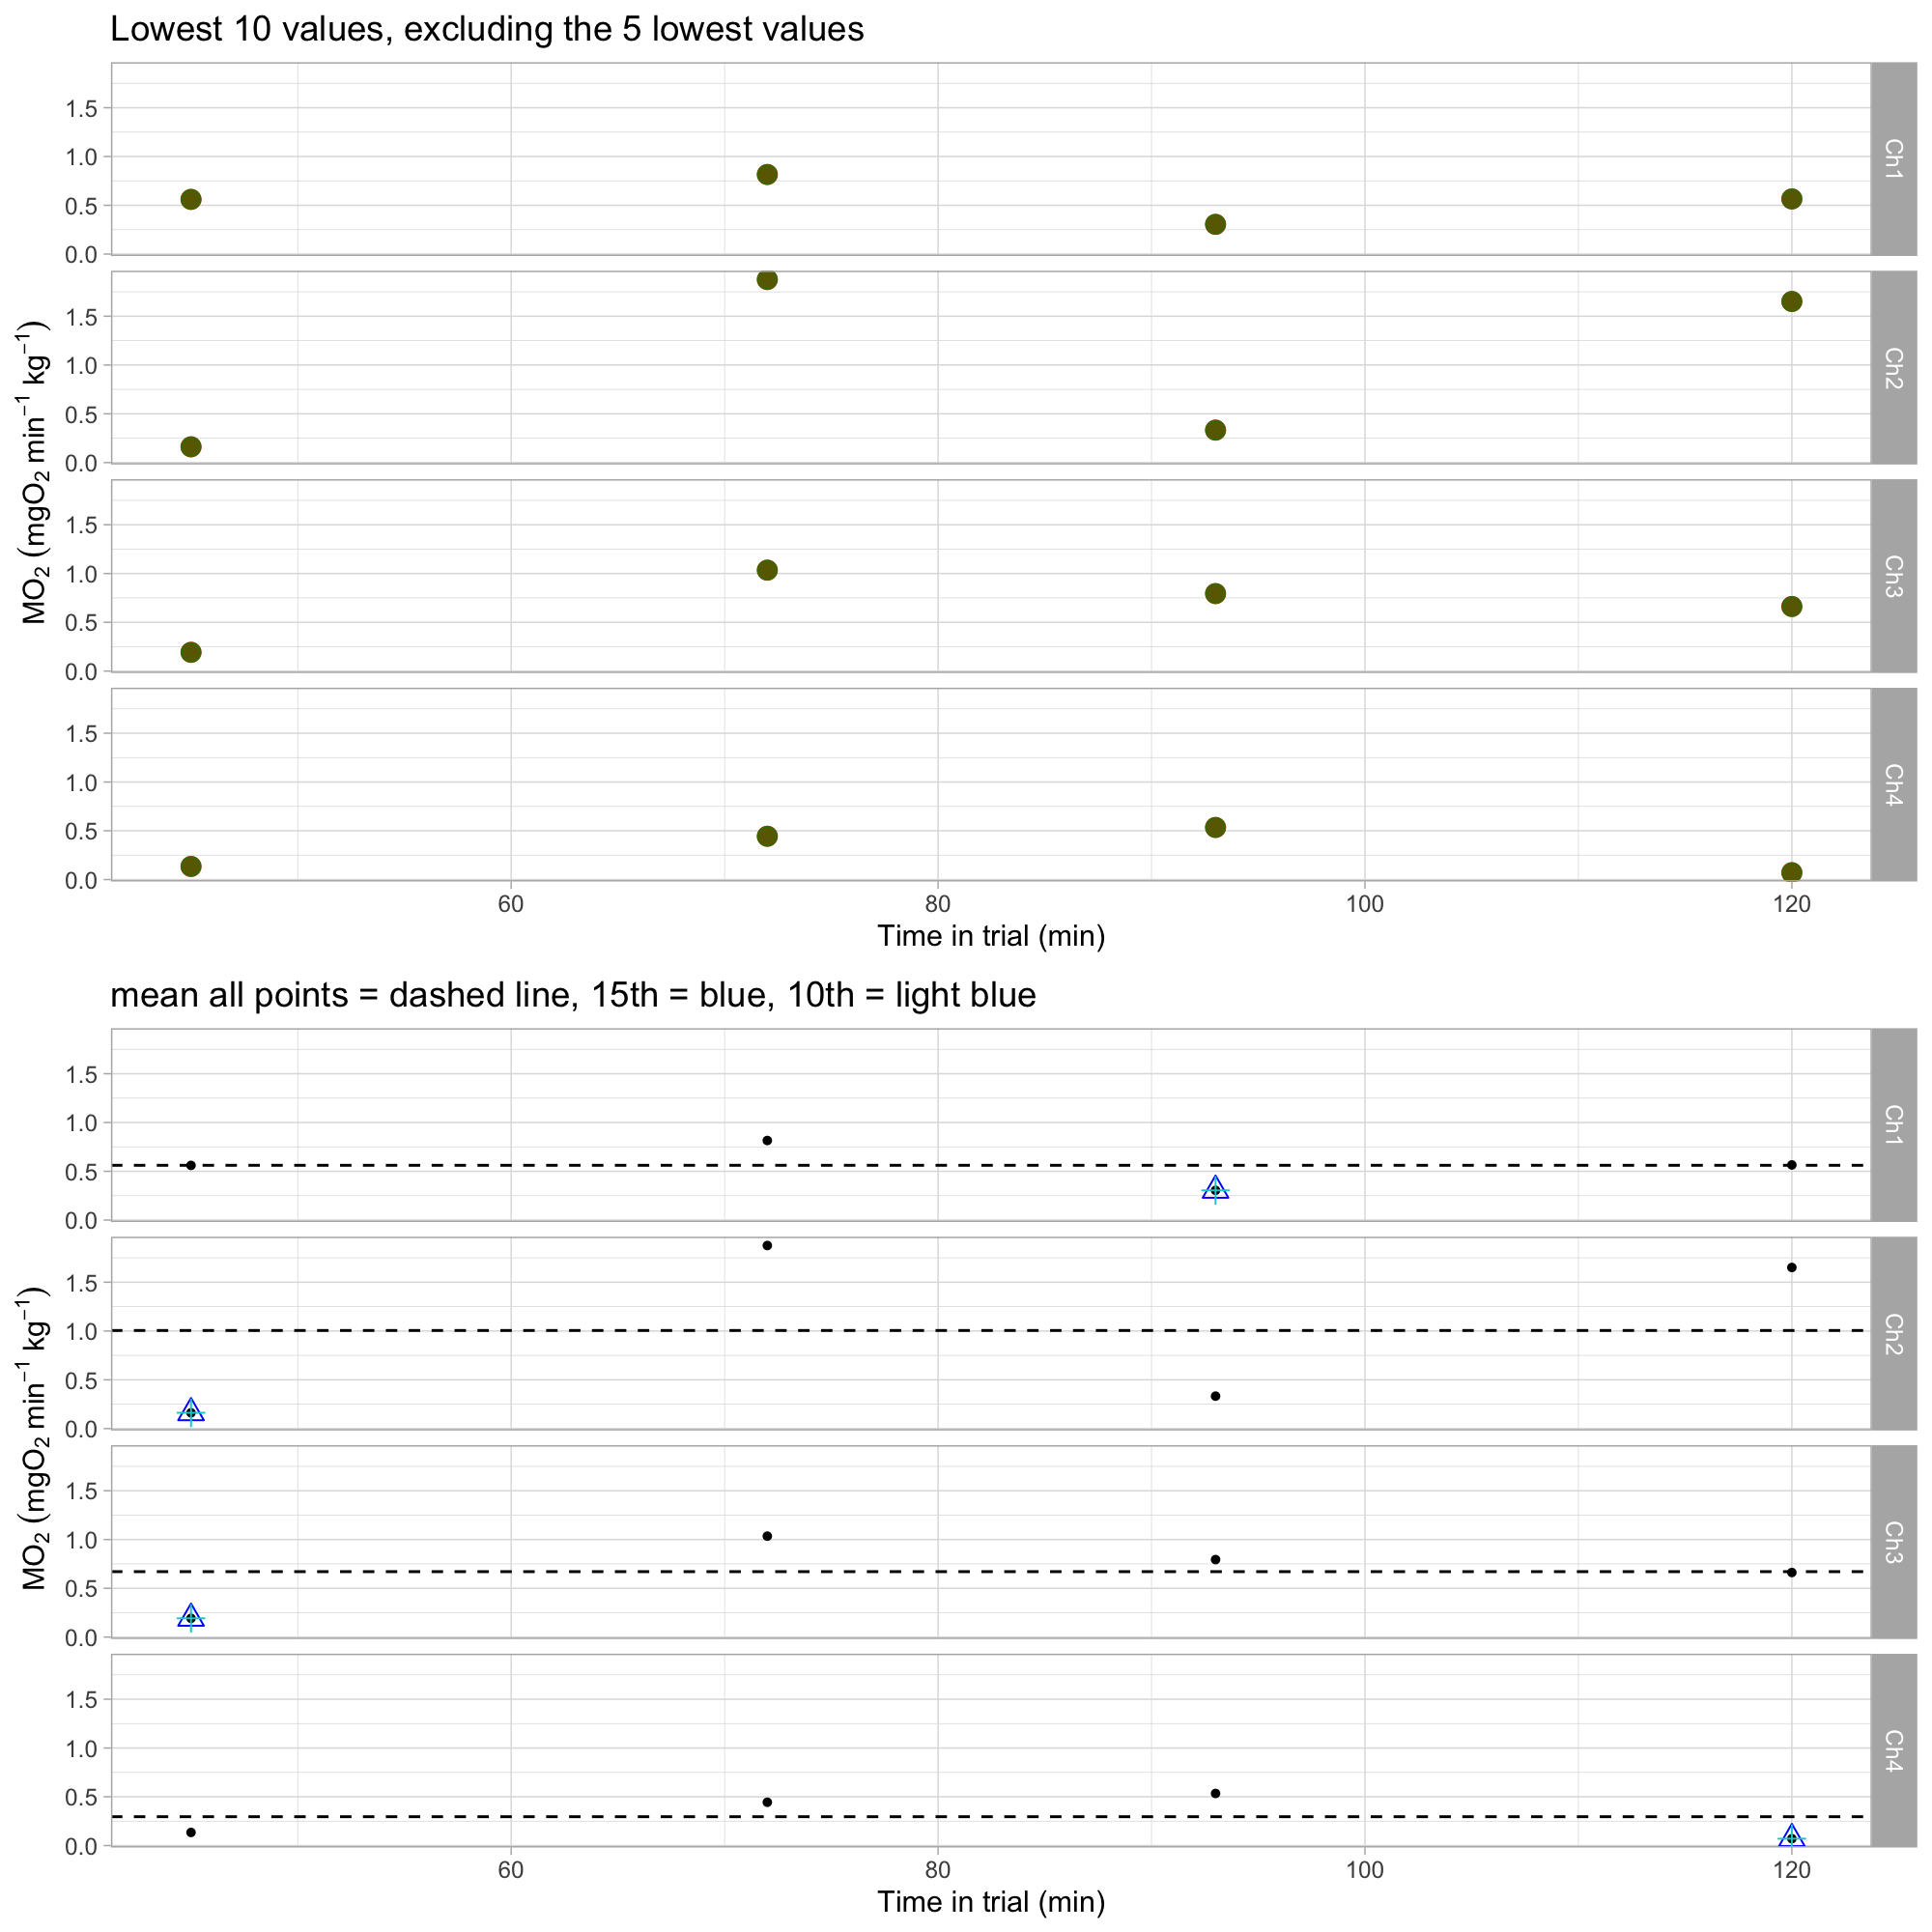 Lowest 10 values, excluding the 5 lowest values
1.5
1.0
0.5
0.0
Ch1
1.5
1.0
0.5
0.0
Ch2
1.5
1.0
0.5
0.0
Ch3
1.5
1.0
0.5
0.0
Ch4
MO₂ (mgO₂ min⁻¹ kg⁻¹)
60 80 100 120
Time in trial (min)
mean all points = dashed line, 15th = blue, 10th = light blue
1.5
1.0
0.5
0.0
Ch1
1.5
1.0
0.5
0.0
Ch2
1.5
1.0
0.5
0.0
Ch3
1.5
1.0
0.5
0.0
Ch4
MO₂ (mgO₂ min⁻¹ kg⁻¹)
60 80 100 120
Time in trial (min)